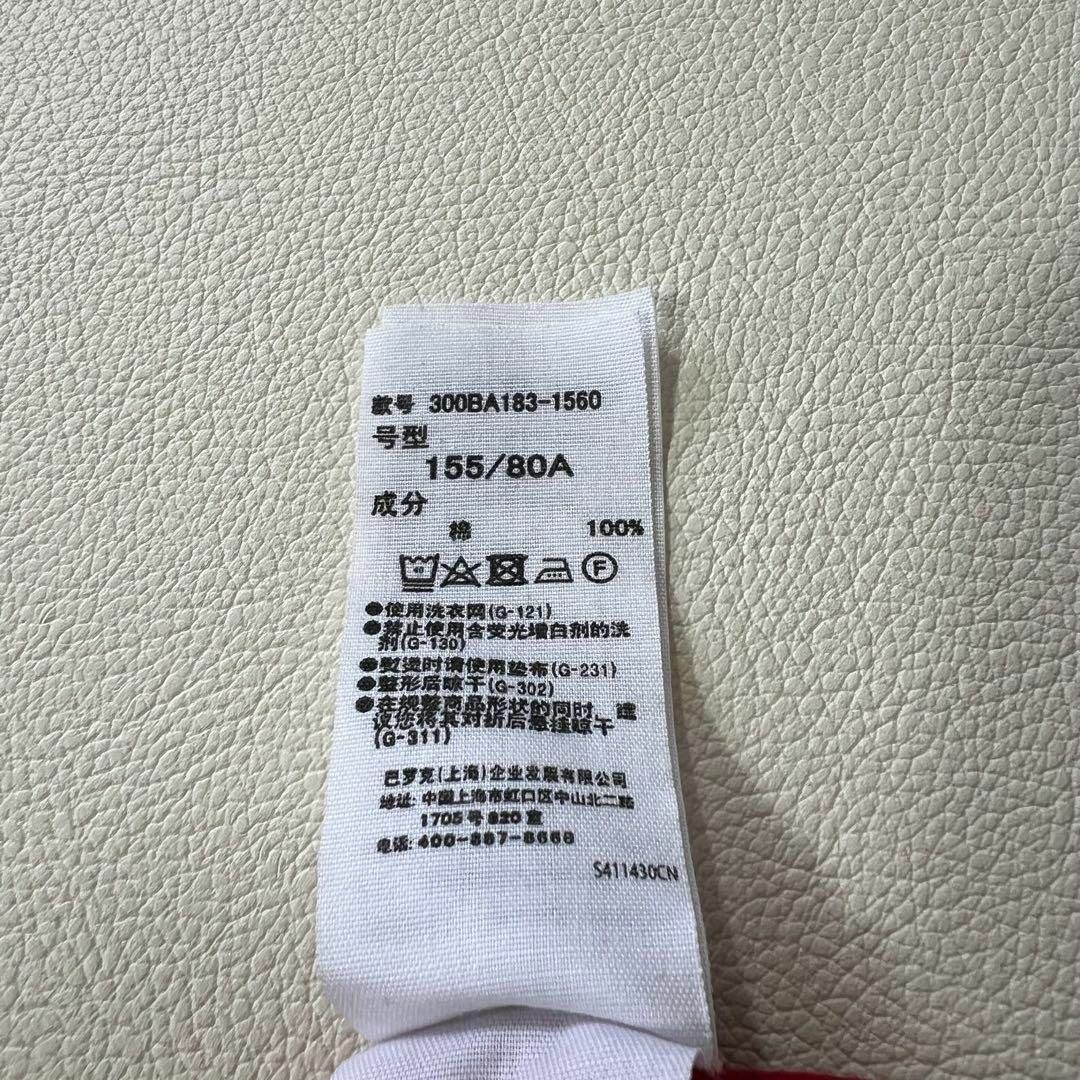 款号 300BA183-1560
号型
155/80A
成分
棉 100%
40
F
●使用洗衣网(G-121)
●禁止使用含荧光增白剂的洗
剂(G-130)
●熨烫时请使用垫布(G-231)
●整形后晾干(G-302)
●在观察商品形状的同时，建
议您将其对折后悬挂晾干
(G-311)
巴罗克(上海)企业发展有限公司
地址: 中国上海市虹口区中山北二路
1705号820室
电话: 400-887-8668
S411430CN